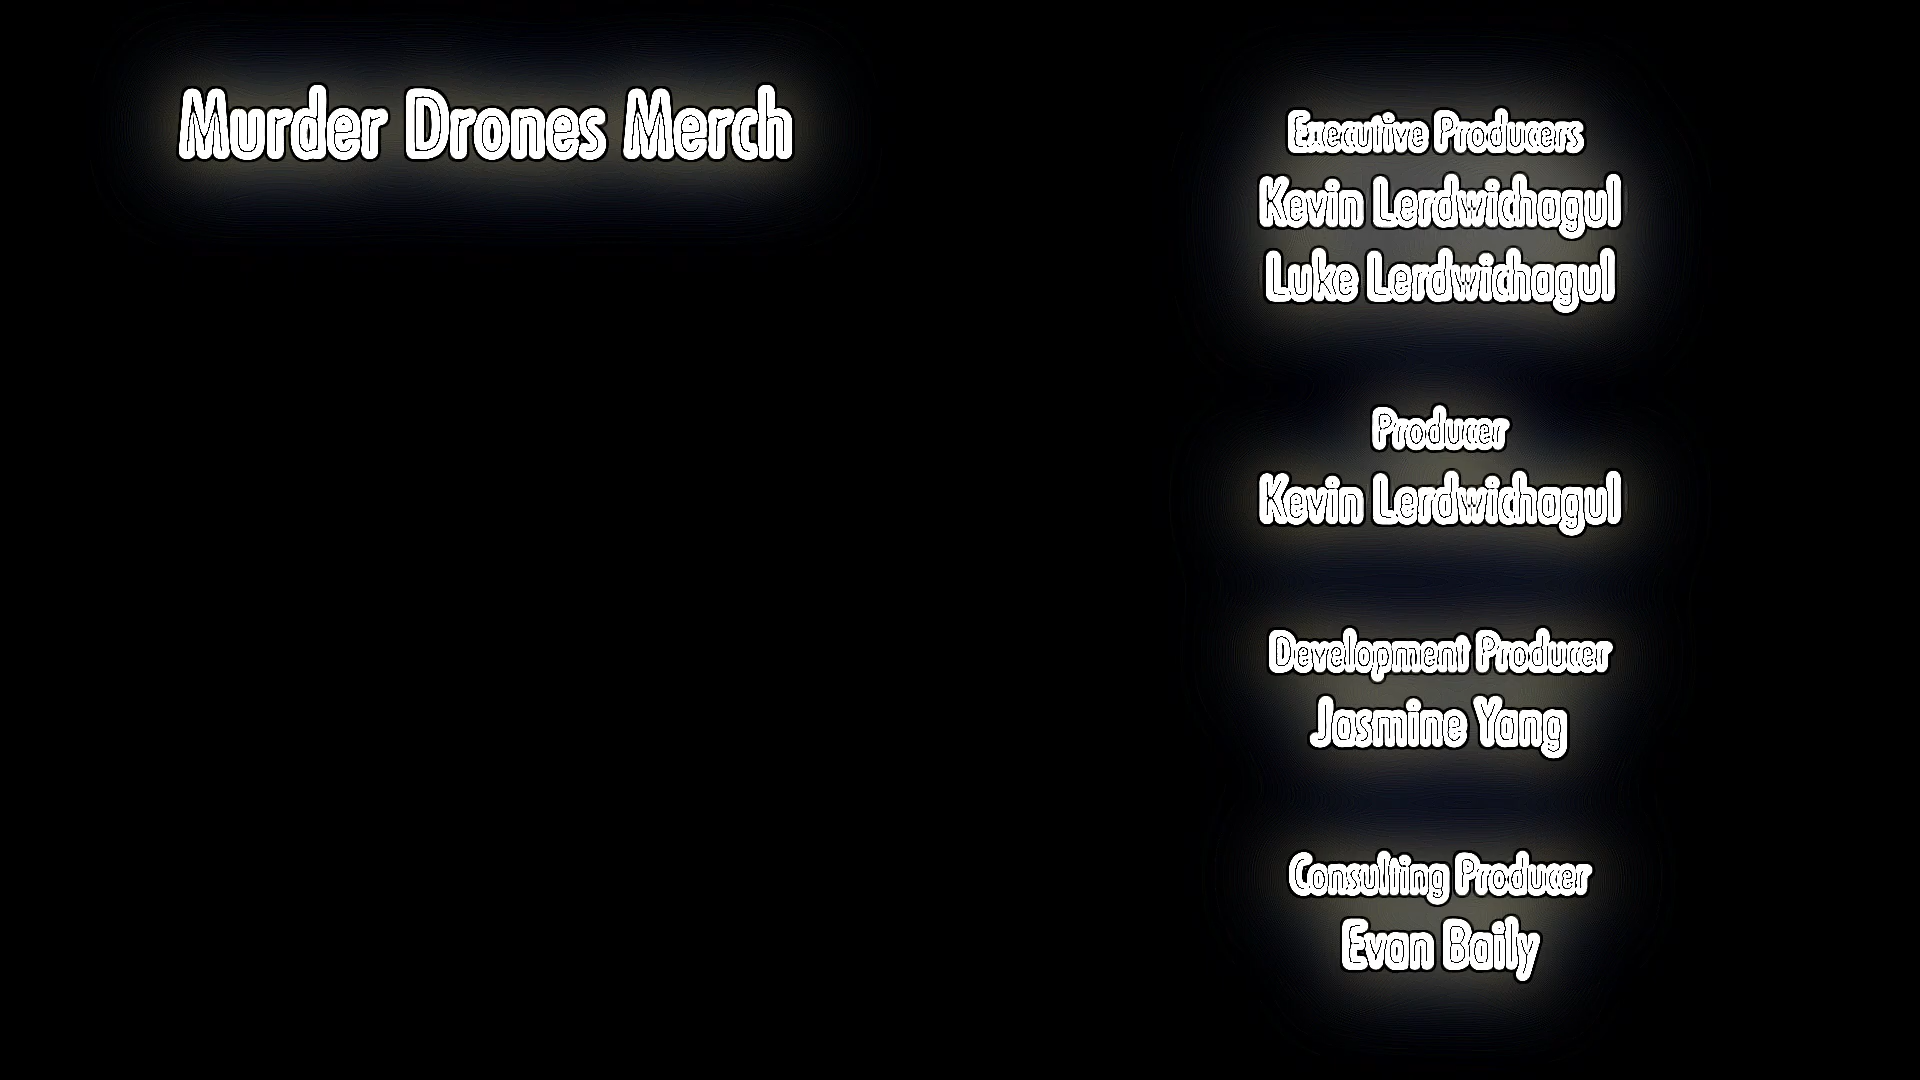 Murder Drones Merch
Executive Producers
Kevin Lerdwichagul
Luke Lerdwichagul
Producer
Kevin Lerdwichagul
Development Producer
Jasmine Yang
Consulting Producer
Evan Baily